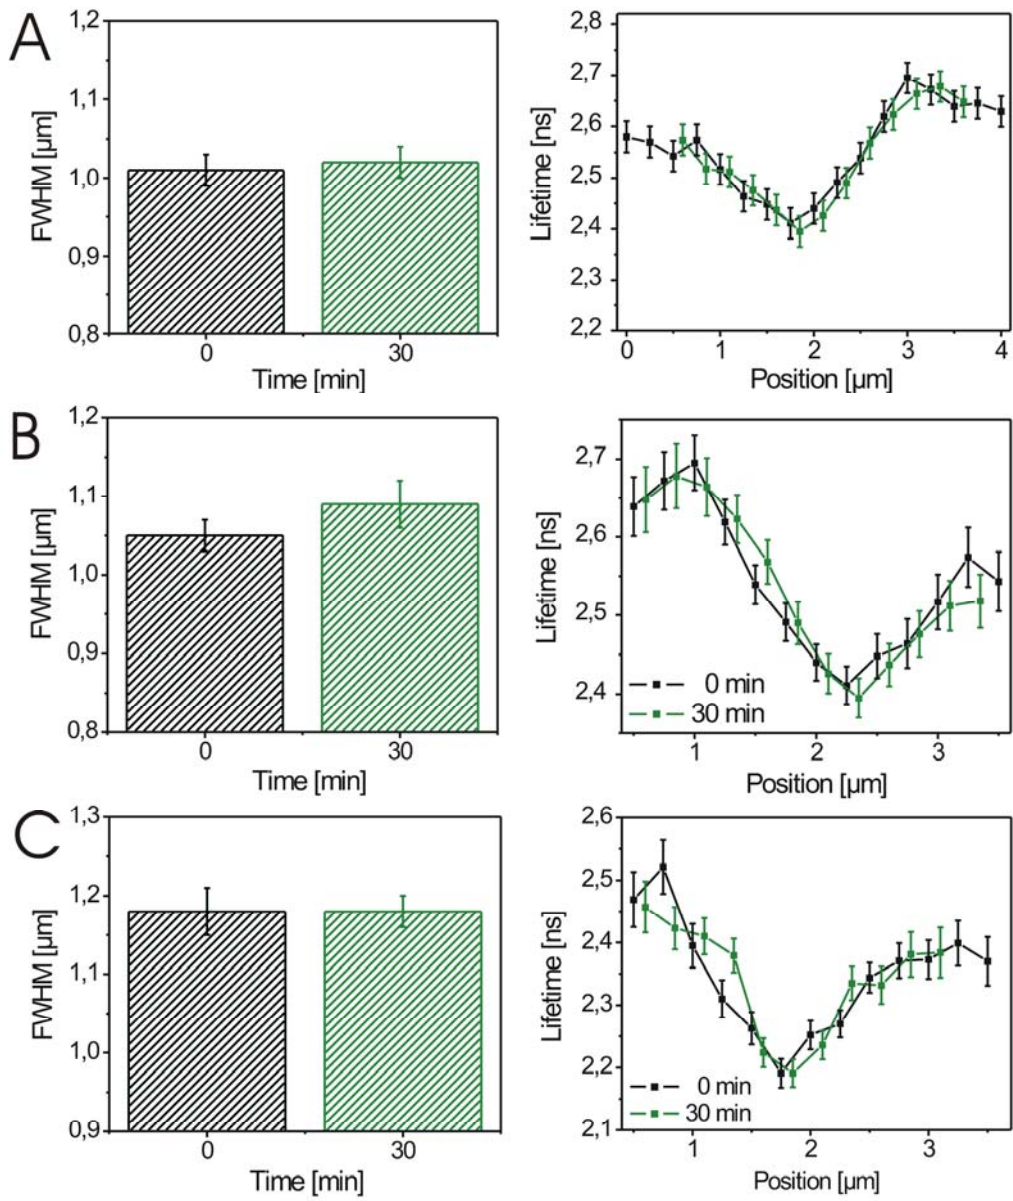 A
FWHM [µm]
1,2
1,1
1,0
0,9
0,8
0
30
Time [min]
Lifetime [ns]
2,8
2,7
2,6
2,5
2,4
2,3
2,2
0
1
2
3
4
Position [µm]
B
FWHM [µm]
1,2
1,1
1,0
0,9
0,8
0
30
Time [min]
Lifetime [ns]
2,7
2,6
2,5
2,4
0 min
30 min
1
2
3
Position [µm]
C
FWHM [µm]
1,3
1,2
1,1
1,0
0,9
0
30
Time [min]
Lifetime [ns]
2,6
2,5
2,4
2,3
2,2
2,1
0 min
30 min
1
2
3
Position [µm]